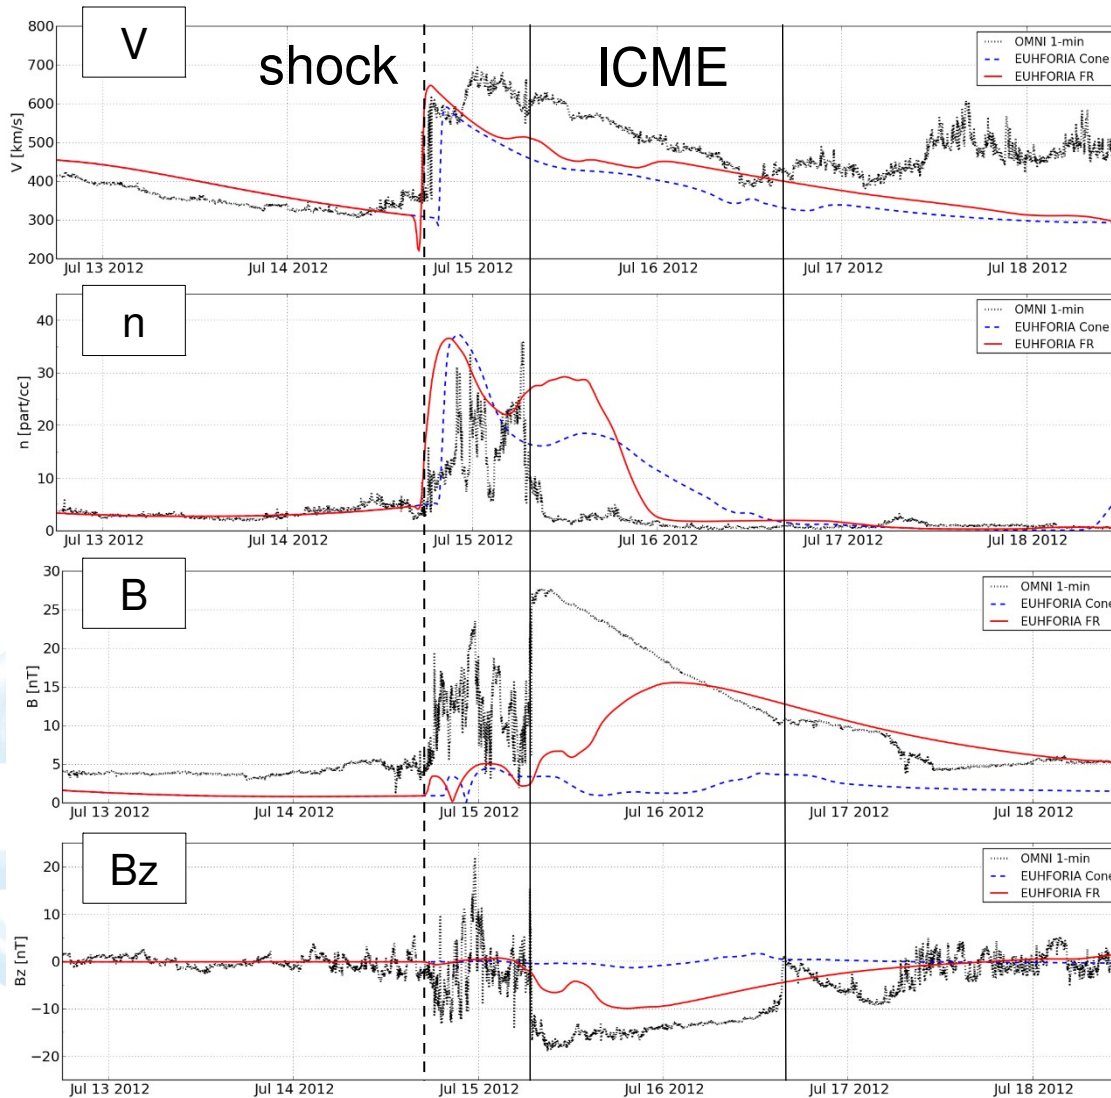 V
shock
ICME
800
700
600
500
400
300
200
V [km/s]
OMNI 1-min
EUHFORIA Cone
EUHFORIA FR
Jul 13 2012
Jul 14 2012
Jul 15 2012
Jul 16 2012
Jul 17 2012
Jul 18 2012
n
40
30
20
10
0
n [part/cc]
OMNI 1-min
EUHFORIA Cone
EUHFORIA FR
Jul 13 2012
Jul 14 2012
Jul 15 2012
Jul 16 2012
Jul 17 2012
Jul 18 2012
B
30
25
20
15
10
5
0
B [nT]
OMNI 1-min
EUHFORIA Cone
EUHFORIA FR
Jul 13 2012
Jul 14 2012
Jul 15 2012
Jul 16 2012
Jul 17 2012
Jul 18 2012
Bz
20
10
0
−10
−20
Bz [nT]
OMNI 1-min
EUHFORIA Cone
EUHFORIA FR
Jul 13 2012
Jul 14 2012
Jul 15 2012
Jul 16 2012
Jul 17 2012
Jul 18 2012